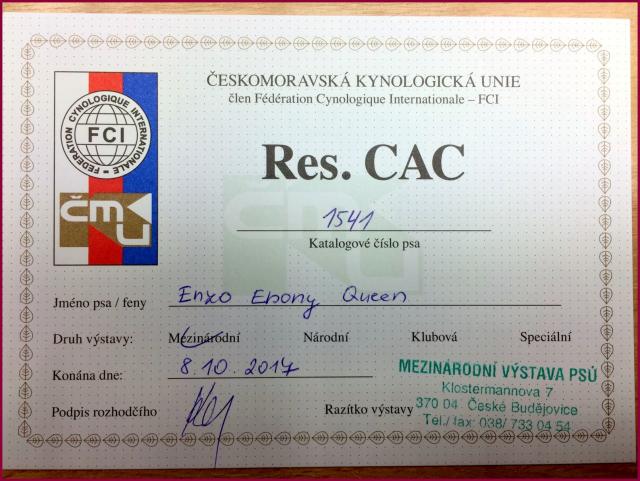 ČESKOMORAVSKÁ KYNOLOGICKÁ UNIE
člen Fédération Cynologique Internationale – FCI
FEDERATION CYNOLOGIQUE INTERNATIONALE
FCI
ČMKU
Res. CAC
1541
Katalogové číslo psa
Jméno psa / feny Enxo Ebony Queen
Druh výstavy: Mezinárodní Národní Klubová Speciální
Konána dne: 8.10.2017
Podpis rozhodčího Razítko výstavy
MEZINÁRODNÍ VÝSTAVA PSŮ
Klostermannova 7
370 04 České Budějovice
Tel./fax: 038/ 733 04 54